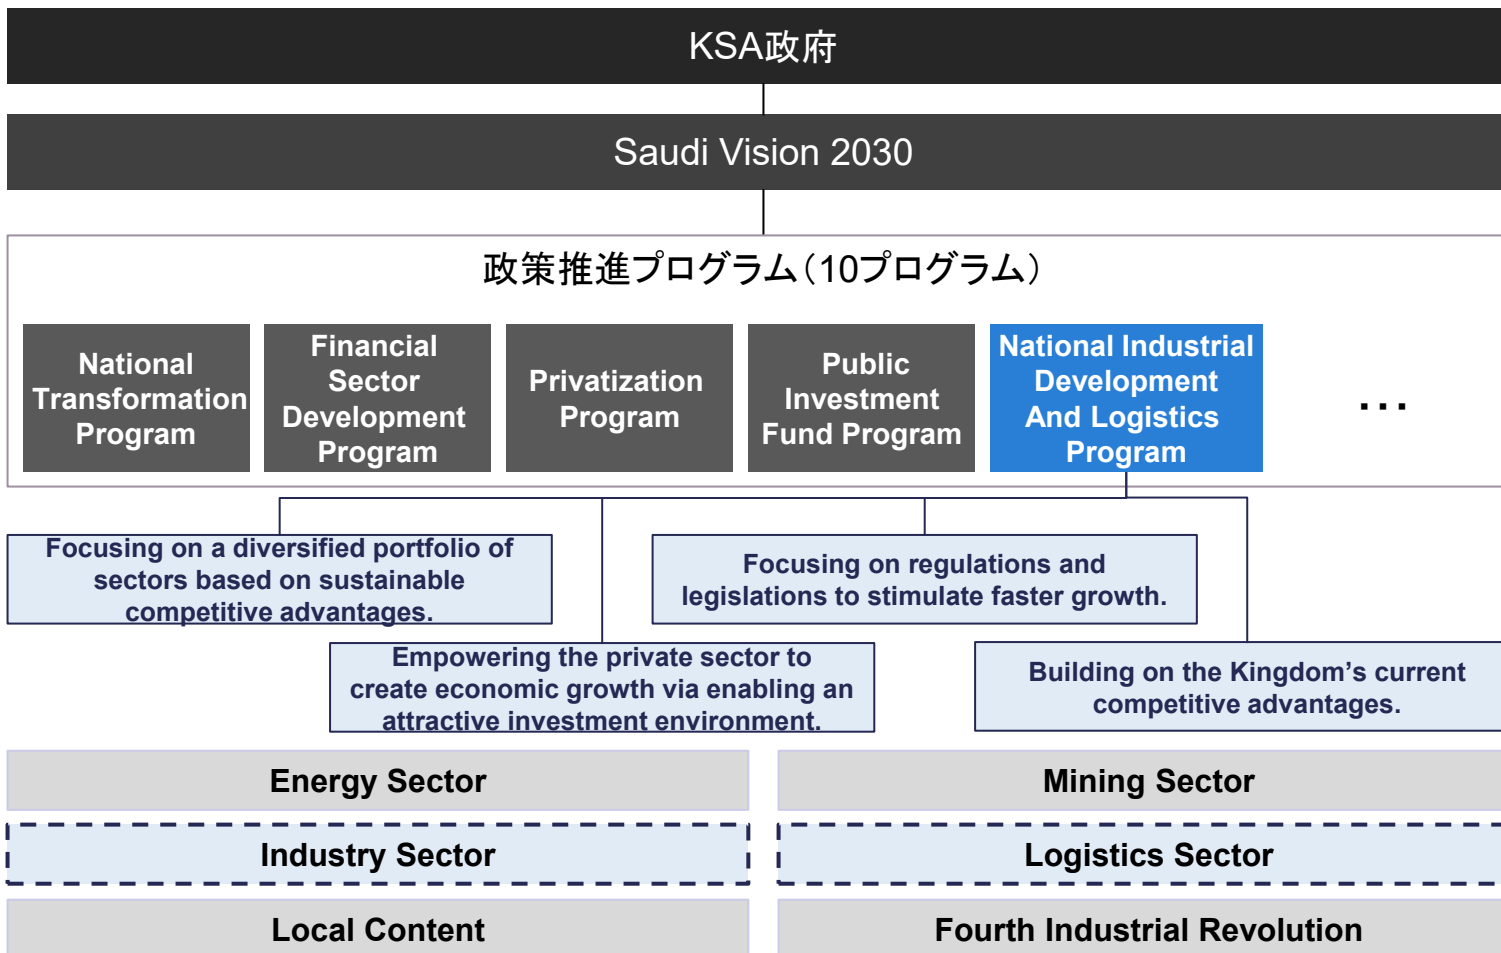 KSA政府
Saudi Vision 2030
政策推進プログラム（10プログラム）
National
Transformation
Program
Financial
Sector
Development
Program
Privatization
Program
Public
Investment
Fund Program
National Industrial
Development
And Logistics
Program
...
Focusing on a diversified portfolio of
sectors based on sustainable
competitive advantages.
Focusing on regulations and
legislations to stimulate faster growth.
Empowering the private sector to
create economic growth via enabling an
attractive investment environment.
Building on the Kingdom’s current
competitive advantages.
Energy Sector
Mining Sector
Industry Sector
Logistics Sector
Local Content
Fourth Industrial Revolution